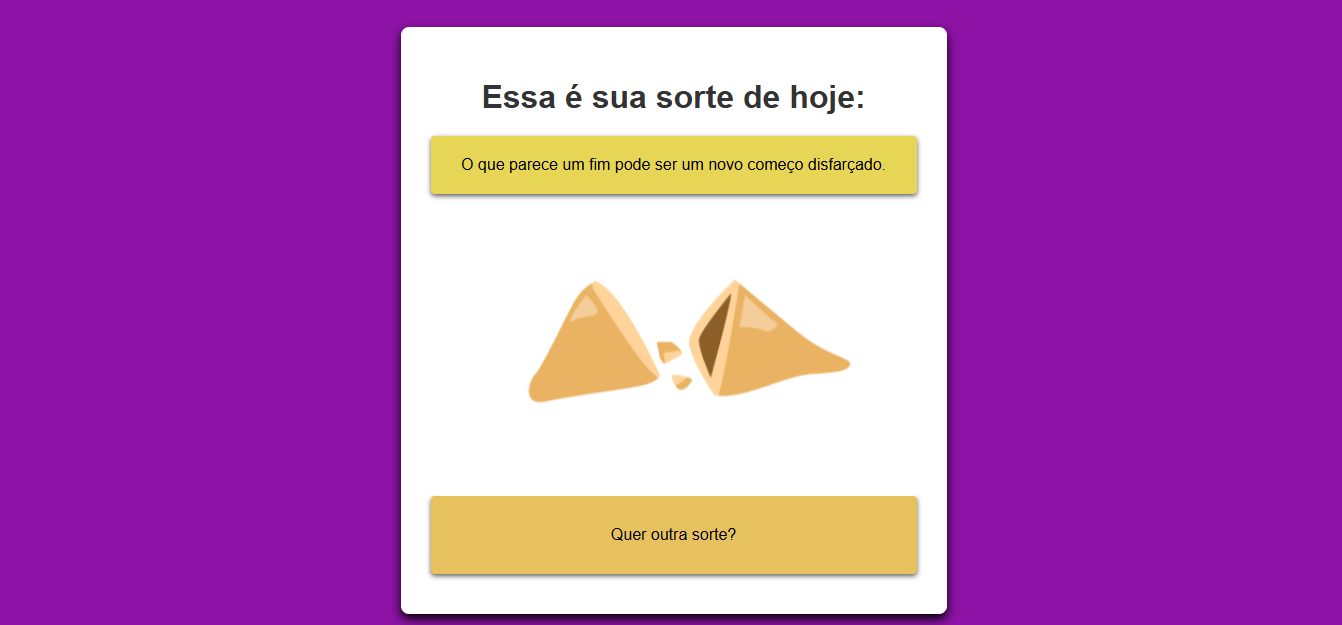 Essa é sua sorte de hoje:
O que parece um fim pode ser um novo começo disfarçado.
Quer outra sorte?